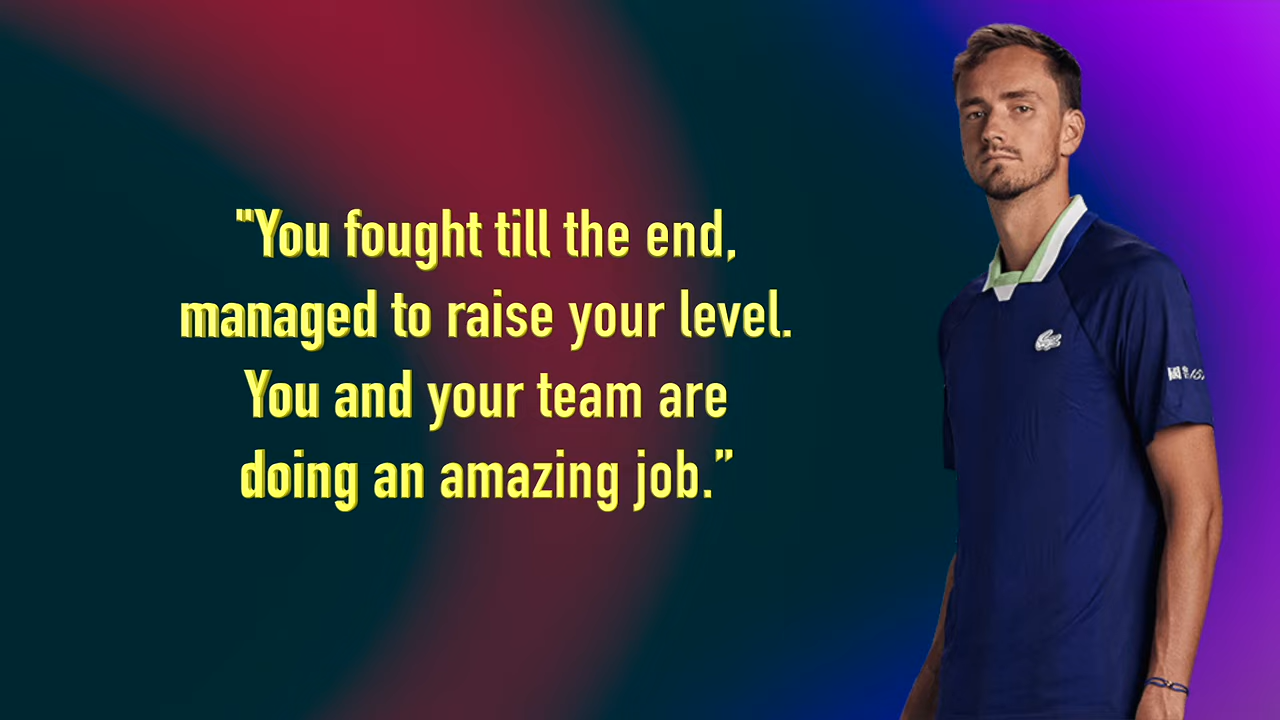 "You fought till the end,
managed to raise your level.
You and your team are
doing an amazing job.”